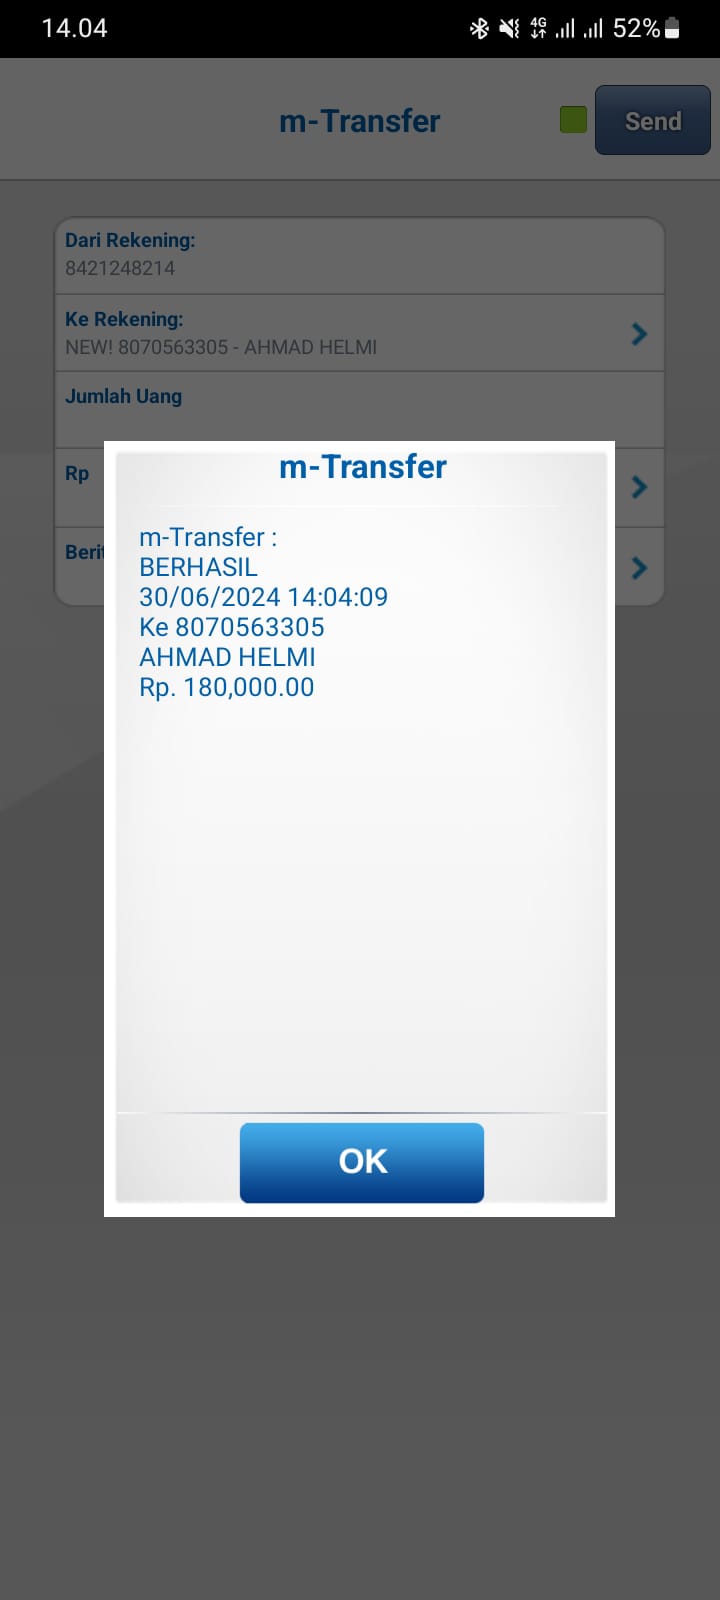 14.04
4G
52%
m-Transfer
Send
Dari Rekening:
8421248214
Ke Rekening:
NEW! 8070563305 - AHMAD HELMI
Jumlah Uang
Rp
m-Transfer
m-Transfer :
BERHASIL
30/06/2024 14:04:09
Ke 8070563305
AHMAD HELMI
Rp. 180,000.00
OK